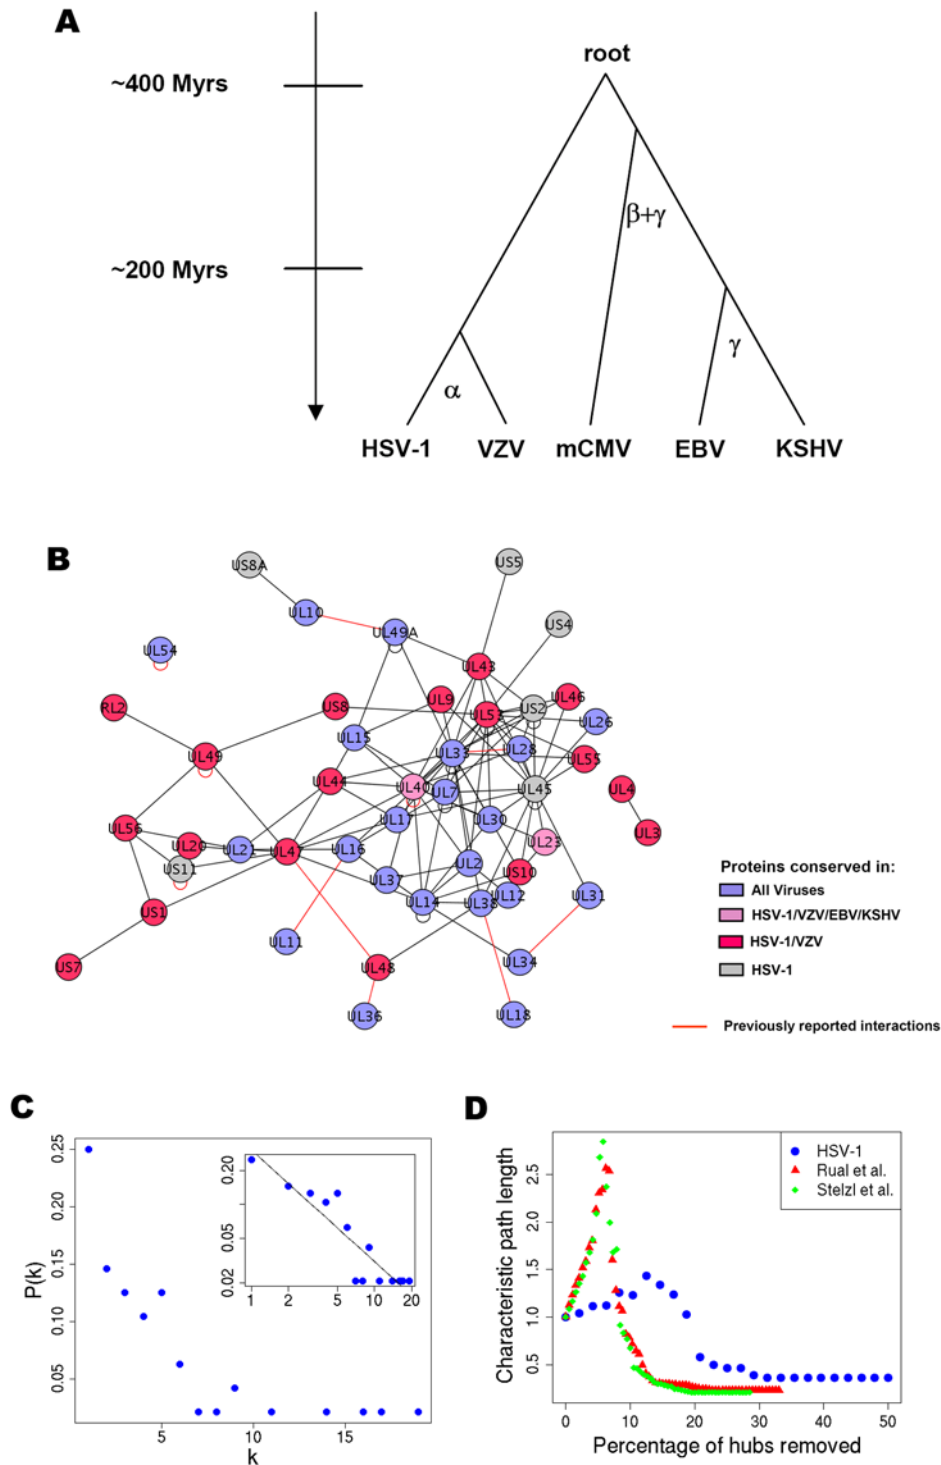 A
root
~400 Myrs
β+γ
~200 Myrs
γ
α
HSV-1 VZV mCMV EBV KSHV
B
US8A
US5
UL10
US4
UL49A
UL54
UL43
RL2
US8
UL9
US2
UL46
UL26
UL15
UL33
UL28
UL49
UL55
UL44
UL7
UL45
UL4
UL17
UL30
UL56
UL3
UL20
UL21
UL47
UL16
UL23
US11
UL2
US10
UL37
UL14
UL38
UL12
UL31
US1
UL11
US7
UL48
UL34
UL36
UL18
Proteins conserved in:
All Viruses
HSV-1/VZV/EBV/KSHV
HSV-1/VZV
HSV-1
Previously reported interactions
C
P(k)
0.25
0.20
0.15
0.10
0.05
5 10 15
k
0.20
0.05
0.02
1 2 5 10 20
D
Characteristic path length
2.5
2.0
1.5
1.0
0.5
0 10 20 30 40 50
Percentage of hubs removed
HSV-1
Rual et al.
Stelzl et al.